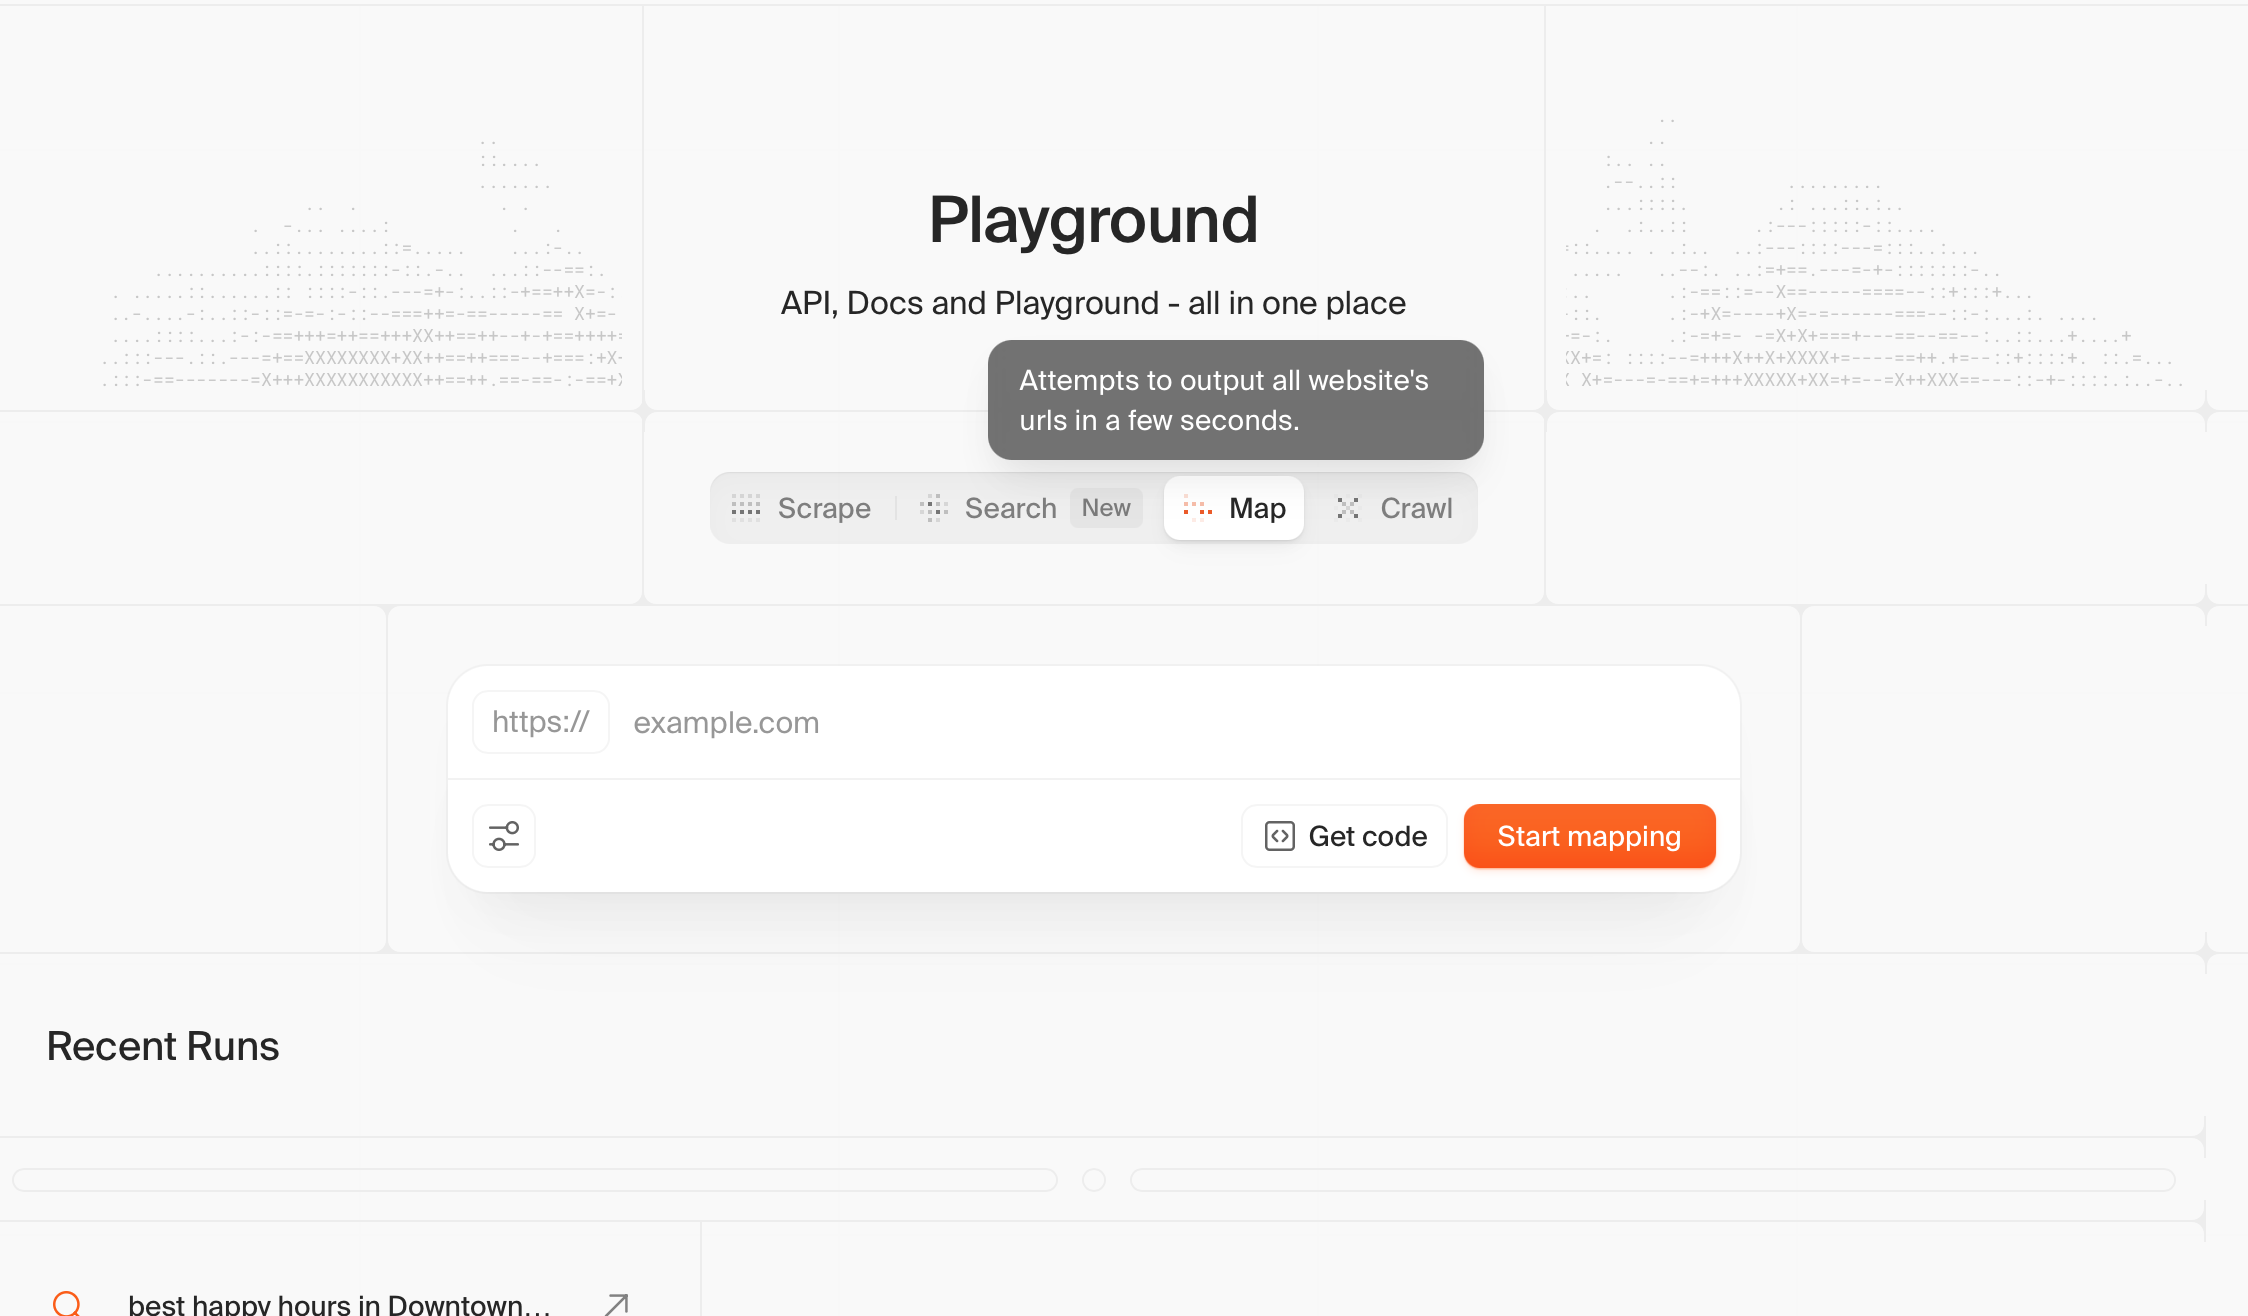 Playground
API, Docs and Playground - all in one place
Attempts to output all website's
urls in a few seconds.
Scrape
Search New
Map
Crawl
https:// example.com
Get code
Start mapping
Recent Runs
best happy hours in Downtown...